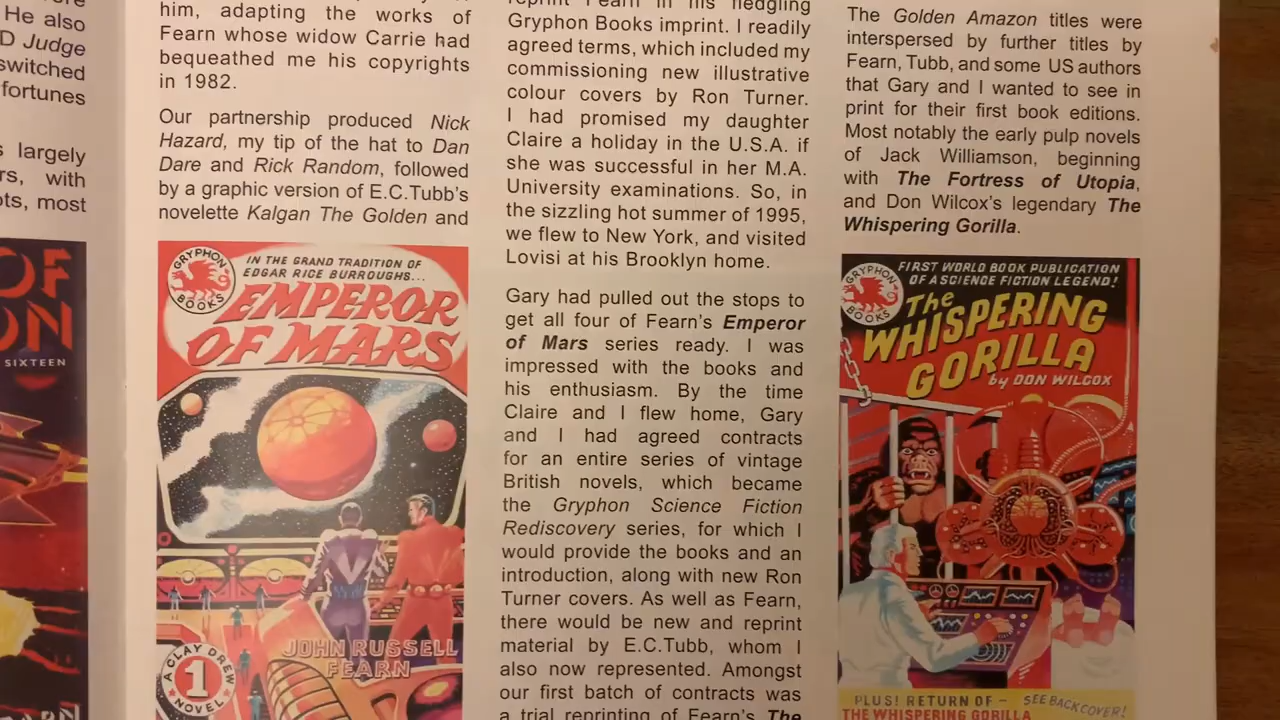 He also
D Judge
switched
fortunes
largely
with
most
OF
ON
SIXTEEN
him, adapting the works of
Fearn whose widow Carrie had
bequeathed me his copyrights
in 1982.
Our partnership produced Nick
Hazard, my tip of the hat to Dan
Dare and Rick Random, followed
by a graphic version of E.C.Tubb's
novelette Kalgan The Golden and
GRYPHON
BOOKS
IN THE GRAND TRADITION OF
EDGAR RICE BURROUGHS...
EMPEROR
OF MARS
JOHN RUSSELL
FEARN
A CLAY DREW
1
NOVEL
reprint Fearn in his fledgling
Gryphon Books imprint. I readily
agreed terms, which included my
commissioning new illustrative
colour covers by Ron Turner.
I had promised my daughter
Claire a holiday in the U.S.A. if
she was successful in her M.A.
University examinations. So, in
the sizzling hot summer of 1995,
we flew to New York, and visited
Lovisi at his Brooklyn home.
Gary had pulled out the stops to
get all four of Fearn's Emperor
of Mars series ready. I was
impressed with the books and
his enthusiasm. By the time
Claire and I flew home, Gary
and I had agreed contracts
for an entire series of vintage
British novels, which became
the Gryphon Science Fiction
Rediscovery series, for which I
would provide the books and an
introduction, along with new Ron
Turner covers. As well as Fearn,
there would be new and reprint
material by E.C.Tubb, whom I
also now represented. Amongst
our first batch of contracts was
a trial reprinting of Fearn's The
The Golden Amazon titles were
interspersed by further titles by
Fearn, Tubb, and some US authors
that Gary and I wanted to see in
print for their first book editions.
Most notably the early pulp novels
of Jack Williamson, beginning
with The Fortress of Utopia,
and Don Wilcox's legendary The
Whispering Gorilla.
GRYPHON
BOOKS
FIRST WORLD BOOK PUBLICATION
OF A SCIENCE FICTION LEGEND!
The
WHISPERING
GORILLA
by DON WILCOX
PLUS! RETURN OF - SEE BACK COVER!
THE WHISPERING GORILLA